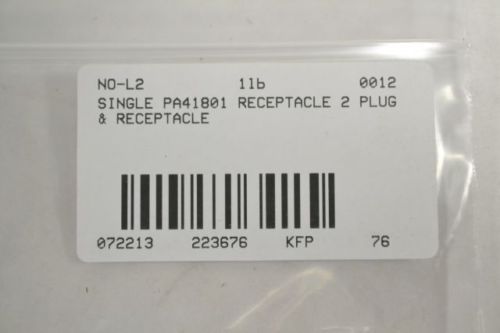 NO-L2 1lb 0012
SINGLE PA41801 RECEPTACLE 2 PLUG
& RECEPTACLE
072213 223676 KFP 76